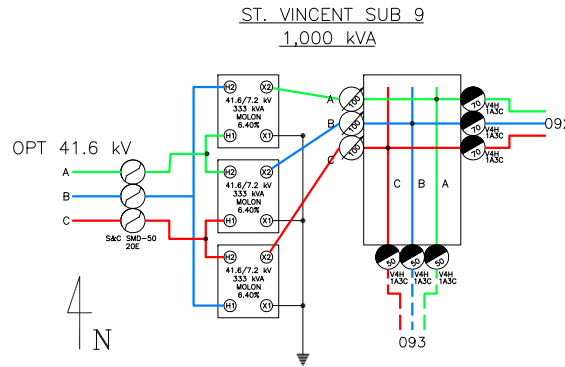 ST. VINCENT SUB 9
1,000 kVA
OPT 41.6 kV
A
B
C
S&C SMD-50
20E
H2
X2
41.6/7.2 kV
333 kVA
MOLON
6.40%
H1
X1
H2
X2
41.6/7.2 kV
333 kVA
MOLON
6.40%
H1
X1
H2
X2
41.6/7.2 kV
333 kVA
MOLON
6.40%
H1
X1
A
B
C
100
100
100
70
V4H
1A3C
70
V4H
1A3C
70
V4H
1A3C
C B A
50
50
50
V4H
1A3C
V4H
1A3C
V4H
1A3C
093
N